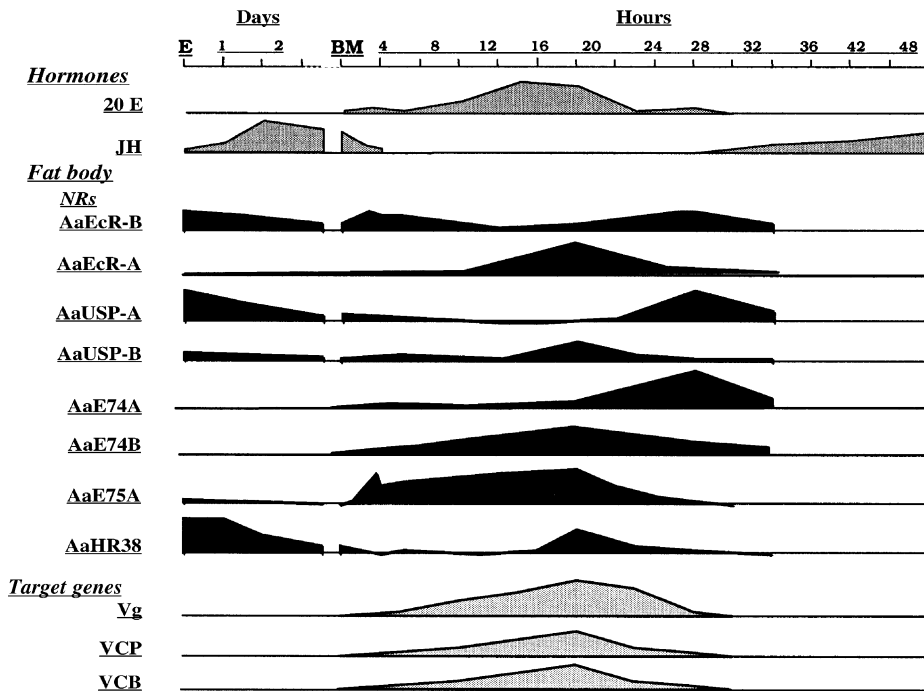 Days Hours
E 1 2 BM 4 8 12 16 20 24 28 32 36 42 48
Hormones
20 E
JH
Fat body
NRs
AaEcR-B
AaEcR-A
AaUSP-A
AaUSP-B
AaE74A
AaE74B
AaE75A
AaHR38
Target genes
Vg
VCP
VCB